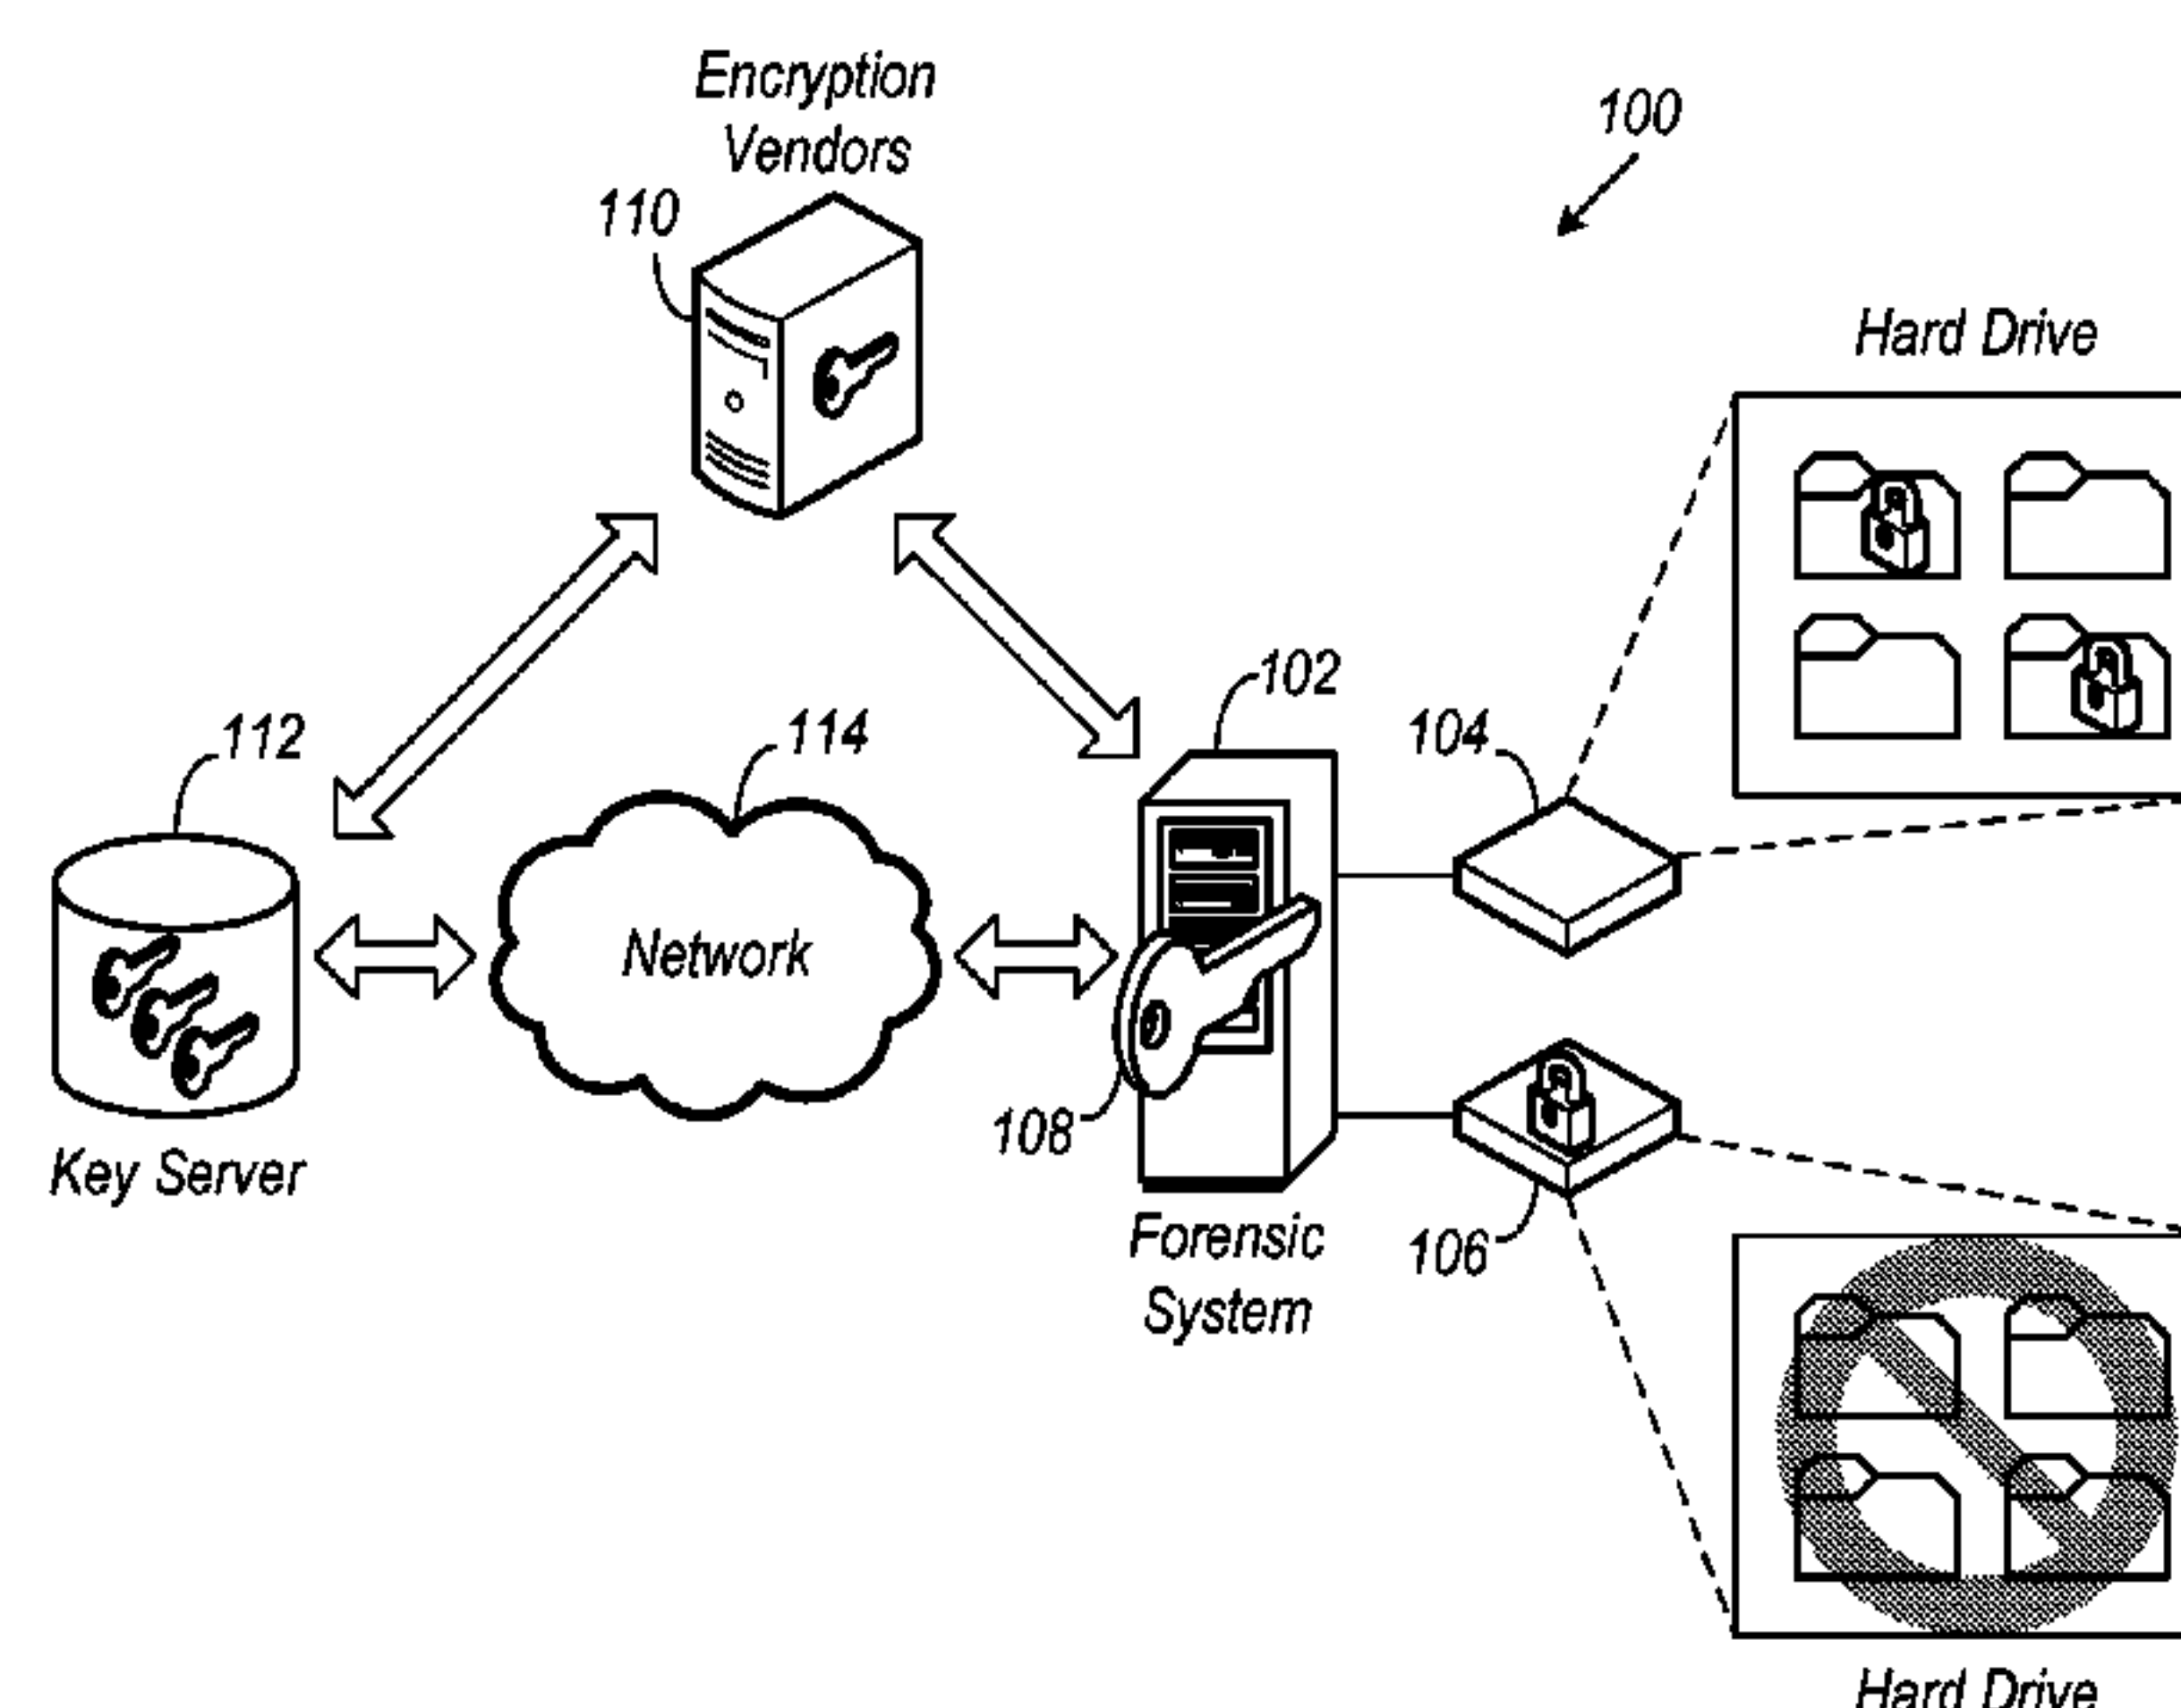 Encryption
Vendors
100
110
Hard Drive
102
112
114
104
Network
108
Key Server
Forensic
System
106
Hard Drive